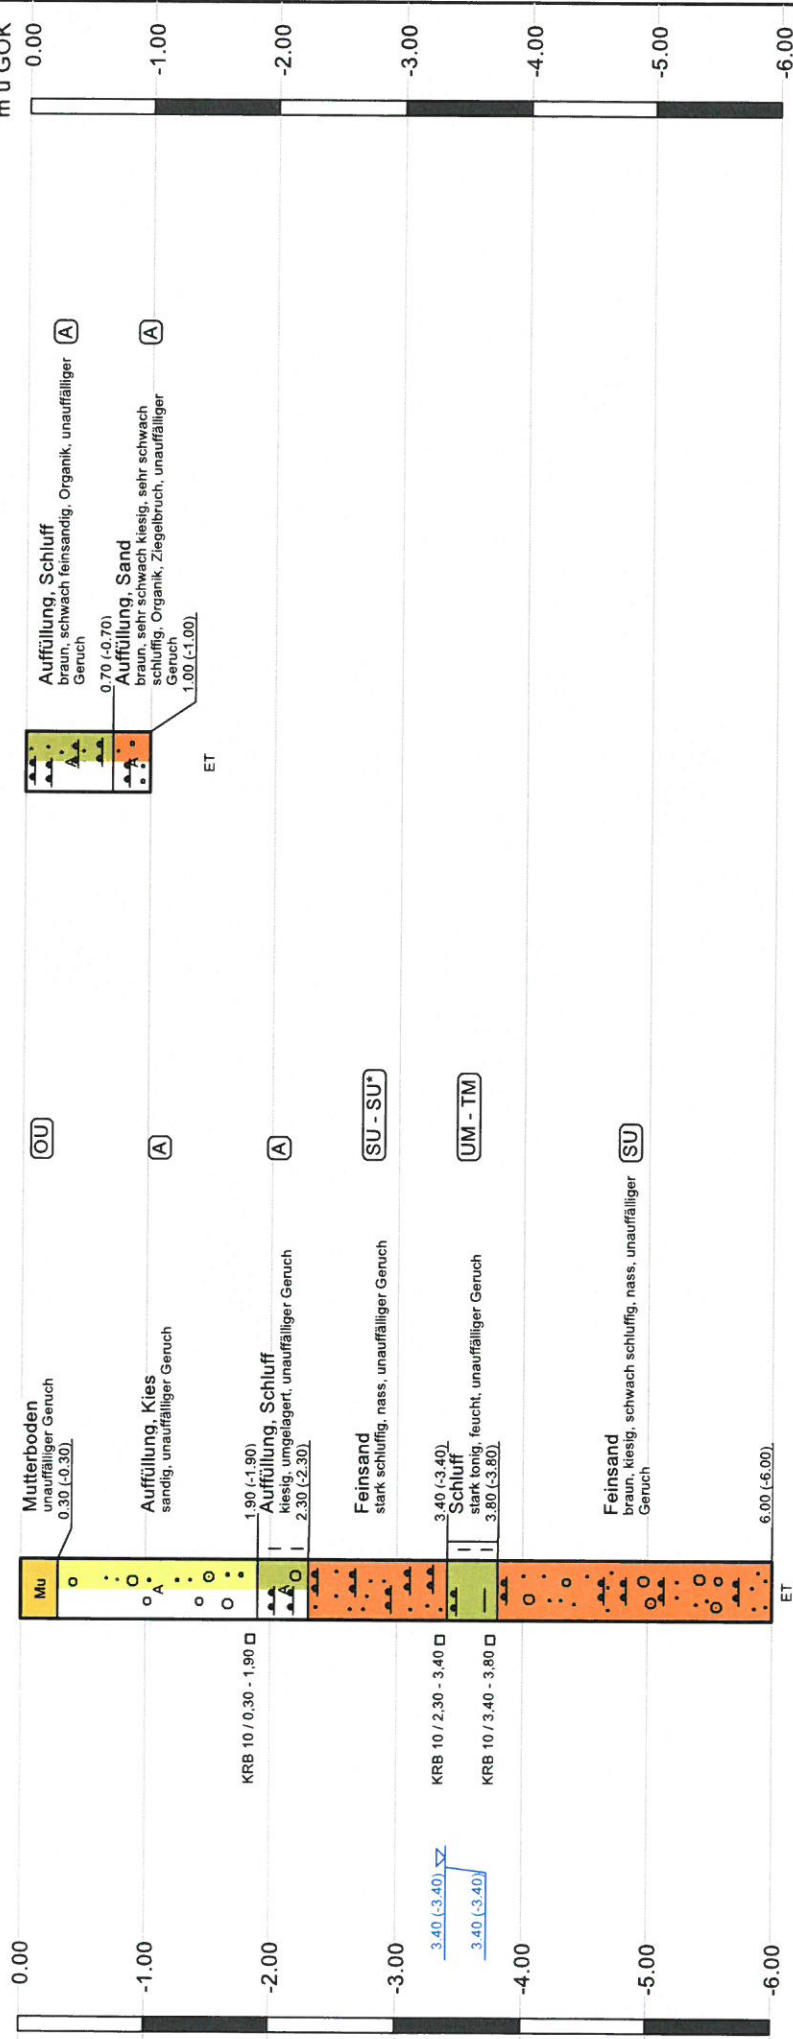 0.00
-1.00
-2.00
-3.00
-4.00
-5.00
-6.00
3.40 (-3.40)
3.40 (-3.40)
KRB 10 / 0,30 - 1,90
KRB 10 / 2,30 - 3,40
KRB 10 / 3,40 - 3,80
Mu
A
A
ET
Mutterboden
unauffälliger Geruch
0.30 (-0.30)
OU
Auffüllung, Kies
sandig, unauffälliger Geruch
A
1.90 (-1.90)
Auffüllung, Schluff
kiesig, umgelagert, unauffälliger Geruch
2.30 (-2.30)
A
Feinsand
stark schluffig, nass, unauffälliger Geruch
SU - SU*
3.40 (-3.40)
Schluff
stark tonig, feucht, unauffälliger Geruch
3.80 (-3.80)
UM - TM
Feinsand
braun, kiesig, schwach schluffig, nass, unauffälliger
Geruch
SU
6.00 (-6.00)
A
A
ET
Auffüllung, Schluff
braun, schwach feinsandig, Organik, unauffälliger
Geruch
A
0.70 (-0.70)
Auffüllung, Sand
braun, sehr schwach kiesig, sehr schwach
schluffig, Organik, Ziegelbruch, unauffälliger
Geruch
A
1.00 (-1.00)
m u GOK
0.00
-1.00
-2.00
-3.00
-4.00
-5.00
-6.00